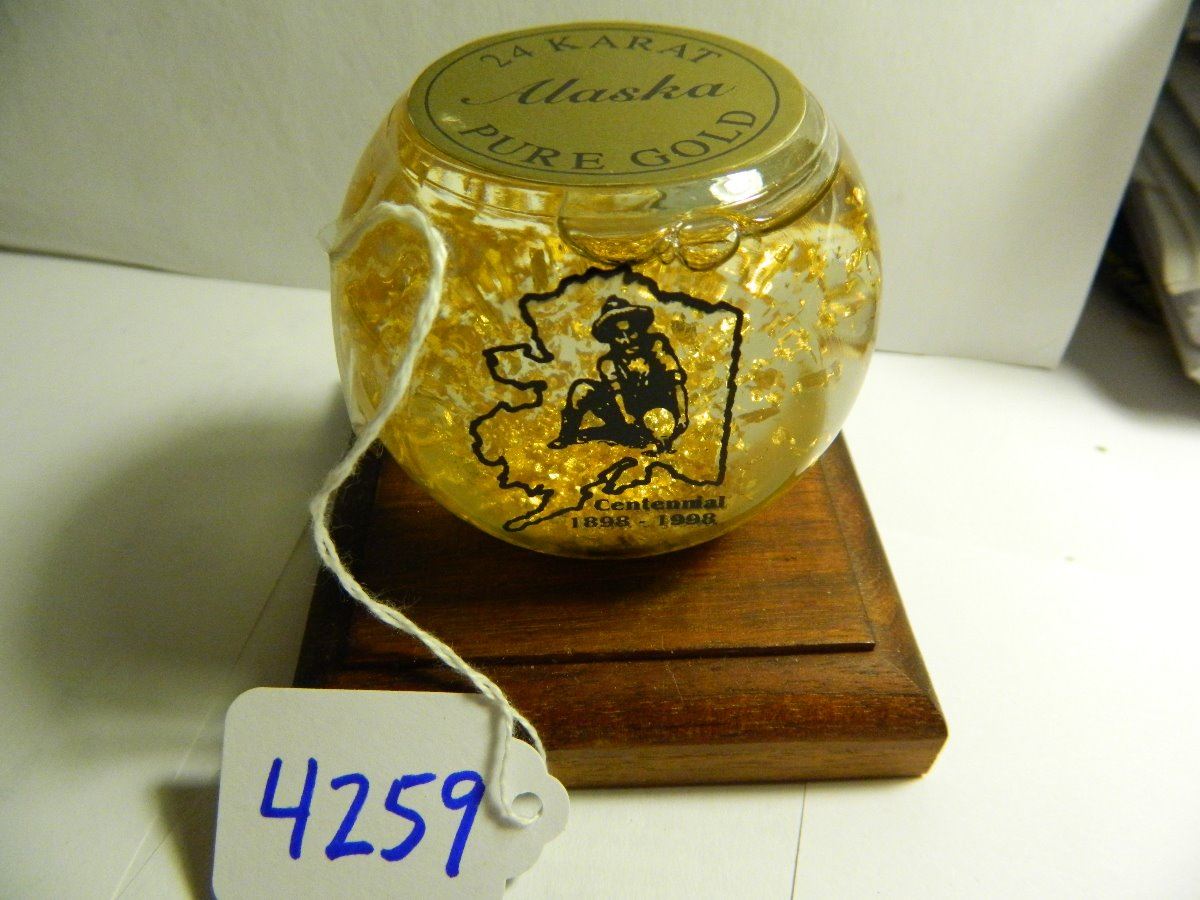 24 KARAT
Alaska
PURE GOLD
Centennial
1898 - 1998
4259